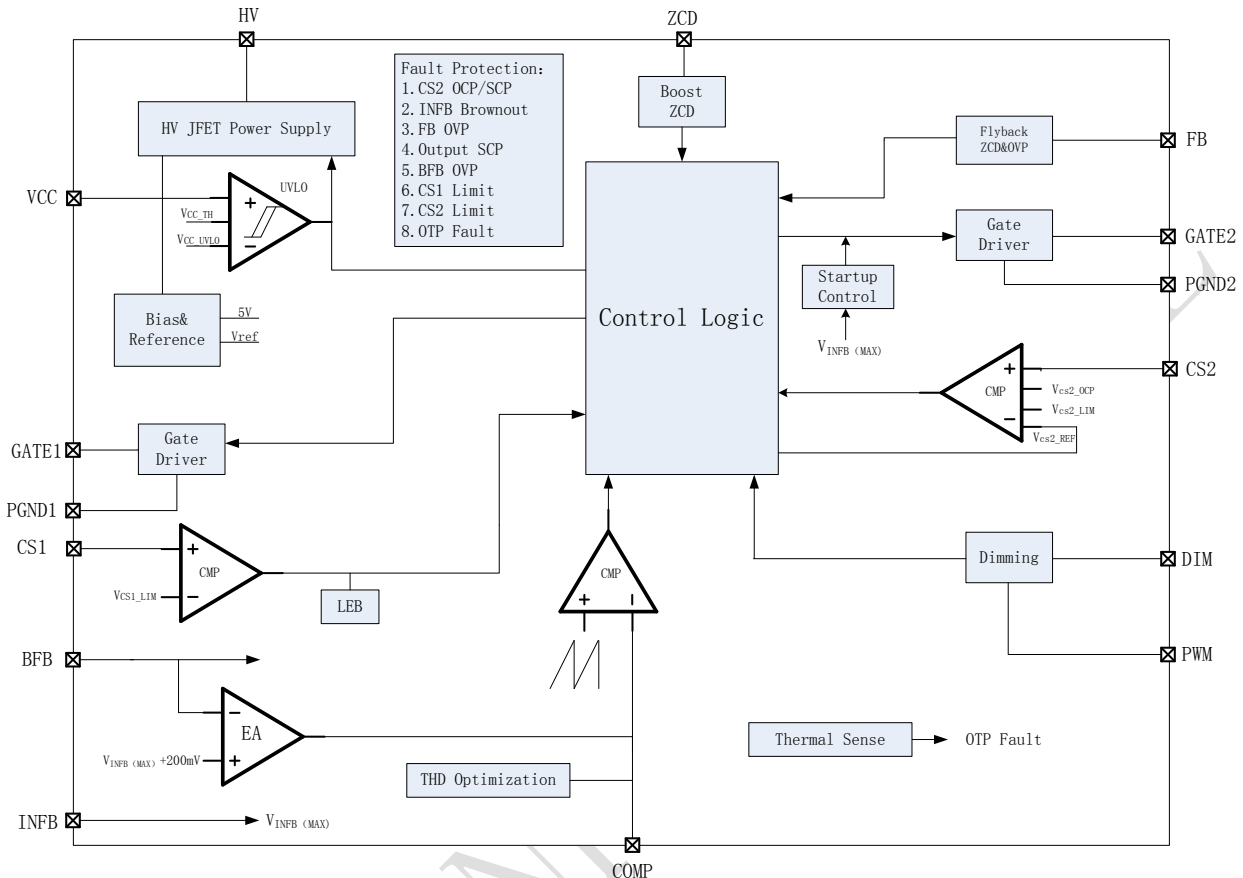 HV
ZCD
Fault Protection:
1.CS2 OCP/SCP
2.INFB Brownout
3.FB OVP
4.Output SCP
5.BFB OVP
6.CS1 Limit
7.CS2 Limit
8.OTP Fault
Boost
ZCD
HV JFET Power Supply
Flyback
ZCD&OVP
FB
VCC
UVLO
+
VCC_TH
VCC_UVLO
−
Gate
Driver
GATE2
PGND2
Startup
Control
VINFB (MAX)
Bias&
Reference
5V
Vref
Control Logic
CMP
+
−
Vcs2_OCP
Vcs2_LIM
Vcs2_REF
CS2
GATE1
Gate
Driver
PGND1
CS1
+
CMP
VCS1_LIM
−
LEB
CMP
+
−
Dimming
DIM
PWM
BFB
−
EA
VINFB (MAX) +200mV
+
Thermal Sense
OTP Fault
THD Optimization
INFB
VINFB (MAX)
COMP